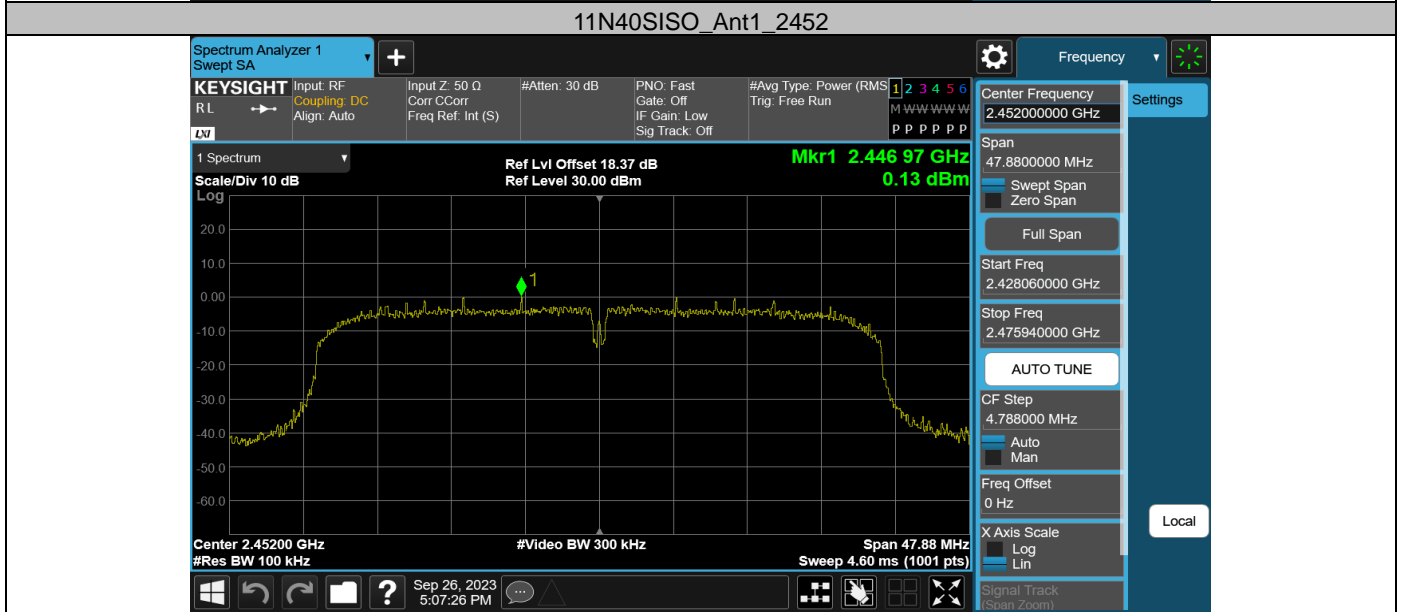 11N40SISO_Ant1_2452
Spectrum Analyzer 1
Swept SA
+
Frequency
KEYSIGHT
RL
LXI
Input: RF
Coupling: DC
Align: Auto
Input Z: 50 Ω
Corr CCorr
Freq Ref: Int (S)
#Atten: 30 dB
PNO: Fast
Gate: Off
IF Gain: Low
Sig Track: Off
#Avg Type: Power (RMS
Trig: Free Run
1 2 3 4 5 6
M W W W W W
P P P P P P
1 Spectrum
Scale/Div 10 dB
Log
Ref Lvl Offset 18.37 dB
Ref Level 30.00 dBm
Mkr1 2.446 97 GHz
0.13 dBm
20.0
10.0
1
0.00
-10.0
-20.0
-30.0
-40.0
-50.0
-60.0
Center 2.45200 GHz
#Res BW 100 kHz
#Video BW 300 kHz
Span 47.88 MHz
Sweep 4.60 ms (1001 pts)
Center Frequency
2.452000000 GHz
Settings
Span
47.8800000 MHz
Swept Span
Zero Span
Full Span
Start Freq
2.428060000 GHz
Stop Freq
2.475940000 GHz
AUTO TUNE
CF Step
4.788000 MHz
Auto
Man
Freq Offset
0 Hz
X Axis Scale
Log
Lin
Local
Signal Track
(Span Zoom)
?
Sep 26, 2023
5:07:26 PM